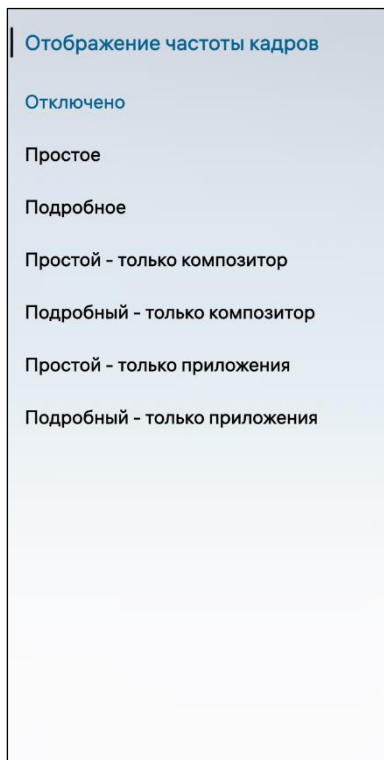 Отображение частоты кадров
Отключено
Простое
Подробное
Простой - только композитор
Подробный - только композитор
Простой - только приложения
Подробный - только приложения